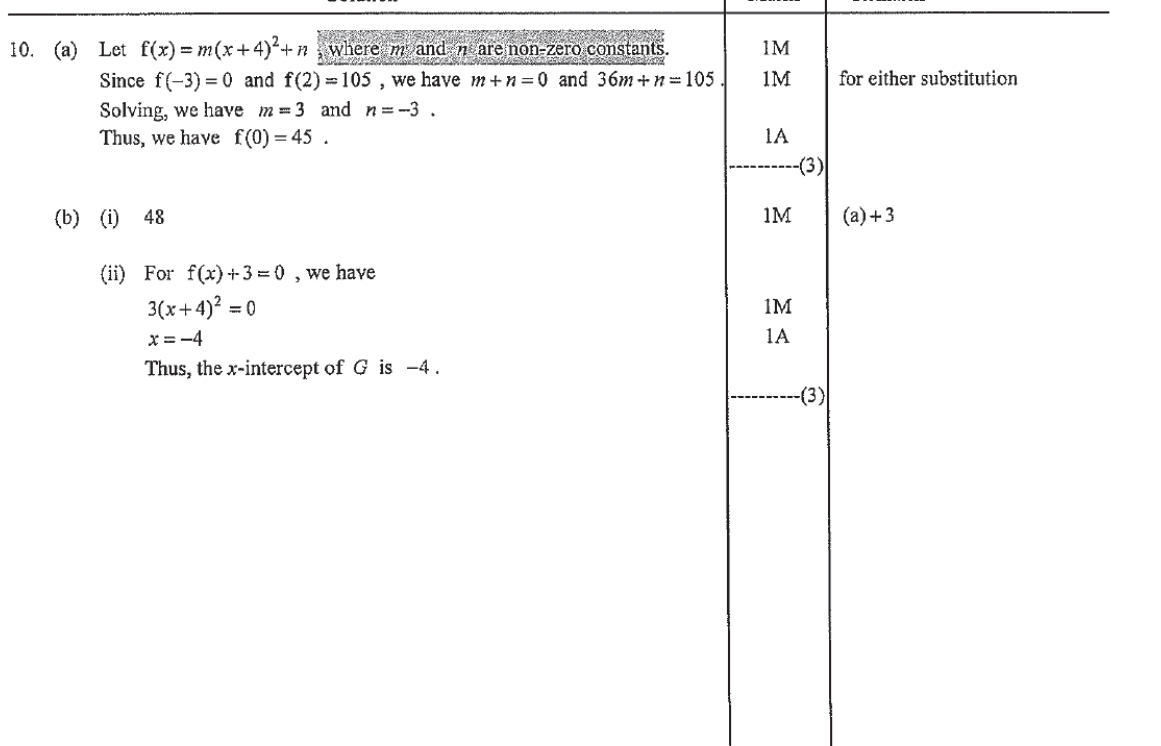 10. (a) Let f(x) = m(x+4)²+ n , where m and n are non-zero constants. 1M
Since f(−3) = 0 and f(2) = 105 , we have m + n = 0 and 36m + n = 105 . 1M for either substitution
Solving, we have m = 3 and n = −3 .
Thus, we have f(0) = 45 . 1A
----------(3)
(b) (i) 48 1M (a) + 3
(ii) For f(x) + 3 = 0 , we have
3(x+4)² = 0 1M
x = −4 1A
Thus, the x-intercept of G is −4 .
----------(3)